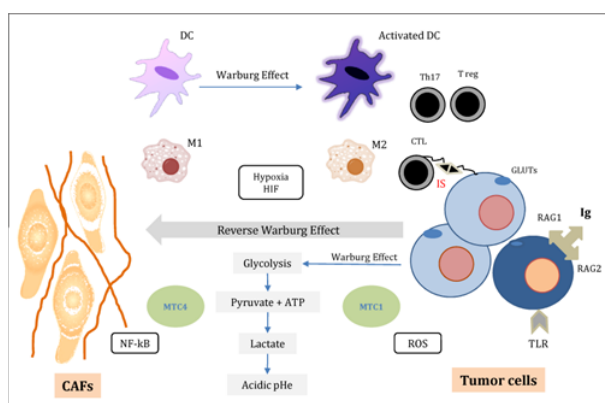 DC
Activated DC
Warburg Effect
Th17
T reg
M1
M2
CTL
Hypoxia
HIF
IS
GLUTs
Ig
RAG1
Reverse Warburg Effect
Glycolysis
Warburg Effect
RAG2
MTC4
Pyruvate + ATP
MTC1
NF-kB
Lactate
ROS
TLR
CAFs
Acidic pHe
Tumor cells